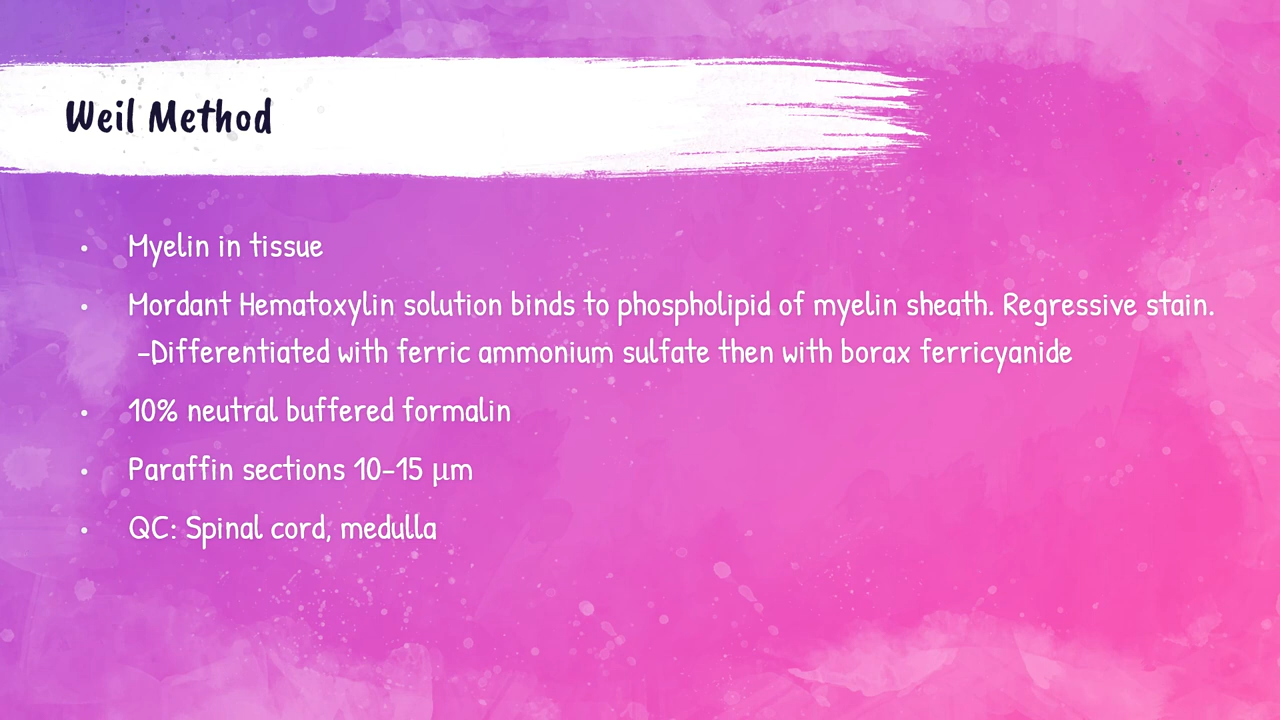 Weil Method
• Myelin in tissue
• Mordant Hematoxylin solution binds to phospholipid of myelin sheath. Regressive stain.
-Differentiated with ferric ammonium sulfate then with borax ferricyanide
• 10% neutral buffered formalin
• Paraffin sections 10-15 μm
• QC: Spinal cord, medulla